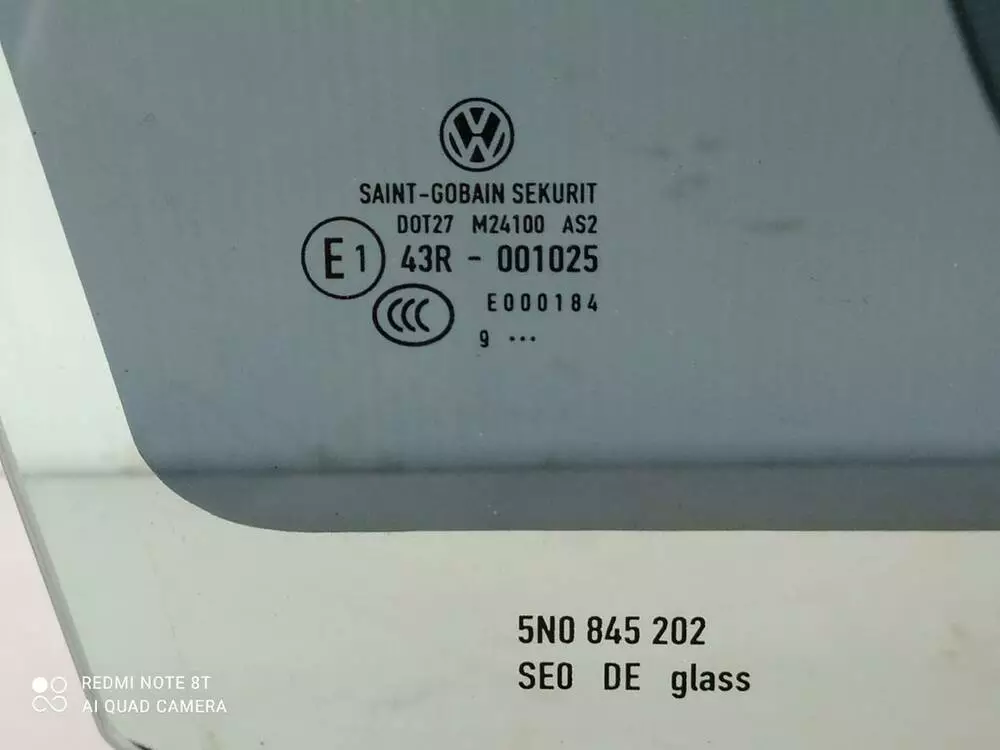 SAINT-GOBAIN SEKURIT
DOT27 M24100 AS2
E1 43R - 001025
CCC E000184
9 ...
5N0 845 202
SEO DE glass
REDMI NOTE 8T
AI QUAD CAMERA